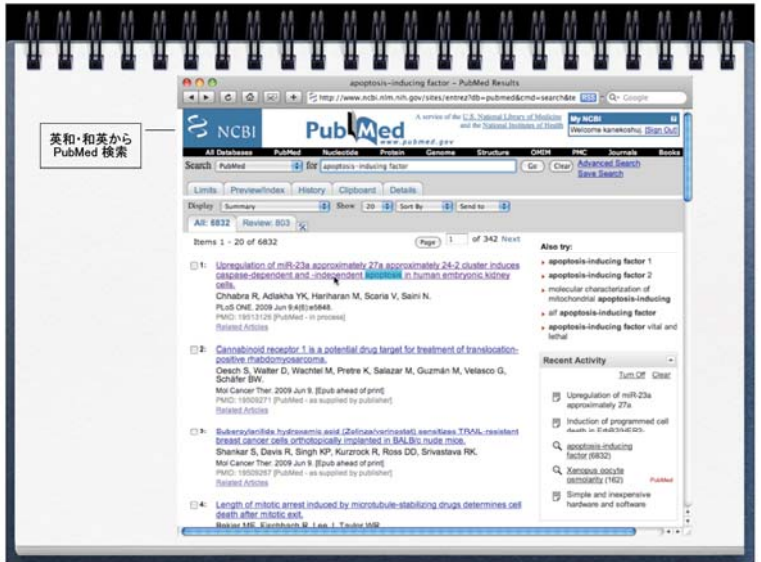 英和・和英から
PubMed 検索
apoptosis-inducing factor - PubMed Results
http://www.ncbi.nlm.nih.gov/sites/entrez?db=pubmed&cmd=search&te RSS Google
NCBI
PubMed
www.pubmed.gov
A service of the U.S. National Library of Medicine
and the National Institutes of Health
My NCBI
Welcome kanekoshuj. [Sign Out]
All Databases PubMed Nucleotide Protein Genome Structure OMIM PMC Journals Books
Search PubMed for apoptosis-inducing factor Go Clear Advanced Search
Save Search
Limits Preview/Index History Clipboard Details
Display Summary Show 20 Sort By Send to
All: 6832 Review: 803
Items 1 - 20 of 6832 Page 1 of 342 Next
1: Upregulation of miR-23a approximately 27a approximately 24-2 cluster induces
caspase-dependent and -independent apoptosis in human embryonic kidney
cells.
Chhabra R, Adlakha YK, Hariharan M, Scaria V, Saini N.
PLoS ONE. 2009 Jun 9;4(6):e5848.
PMID: 19513126 [PubMed - in process]
Related Articles
2: Cannabinoid receptor 1 is a potential drug target for treatment of translocation-
positive rhabdomyosarcoma.
Oesch S, Walter D, Wachtel M, Pretre K, Salazar M, Guzmán M, Velasco G,
Schäfer BW.
Mol Cancer Ther. 2009 Jun 9. [Epub ahead of print]
PMID: 19509271 [PubMed - as supplied by publisher]
Related Articles
3: Suberoylanilide hydroxamic acid (Zolinza/vorinostat) sensitizes TRAIL-resistant
breast cancer cells orthotopically implanted in BALB/c nude mice.
Shankar S, Davis R, Singh KP, Kurzrock R, Ross DD, Srivastava RK.
Mol Cancer Ther. 2009 Jun 9. [Epub ahead of print]
PMID: 19509267 [PubMed - as supplied by publisher]
Related Articles
4: Length of mitotic arrest induced by microtubule-stabilizing drugs determines cell
death after mitotic exit.
Also try:
apoptosis-inducing factor 1
apoptosis-inducing factor 2
molecular characterization of
mitochondrial apoptosis-inducing
aif apoptosis-inducing factor
apoptosis-inducing factor vital and
lethal
Recent Activity
Turn Off Clear
Upregulation of miR-23a
approximately 27a
Induction of programmed cell
apoptosis-inducing
factor (6832)
Xenopus oocyte
osmolarity (162) PubMed
Simple and inexpensive
hardware and software